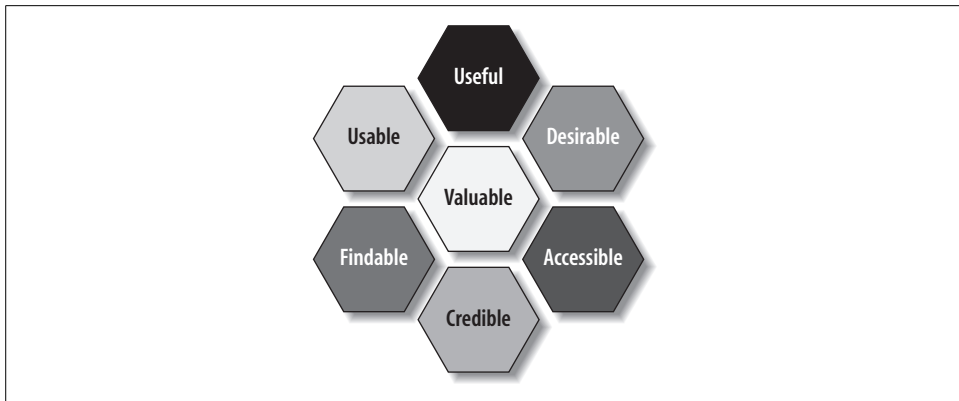 Useful
Usable
Desirable
Valuable
Findable
Accessible
Credible